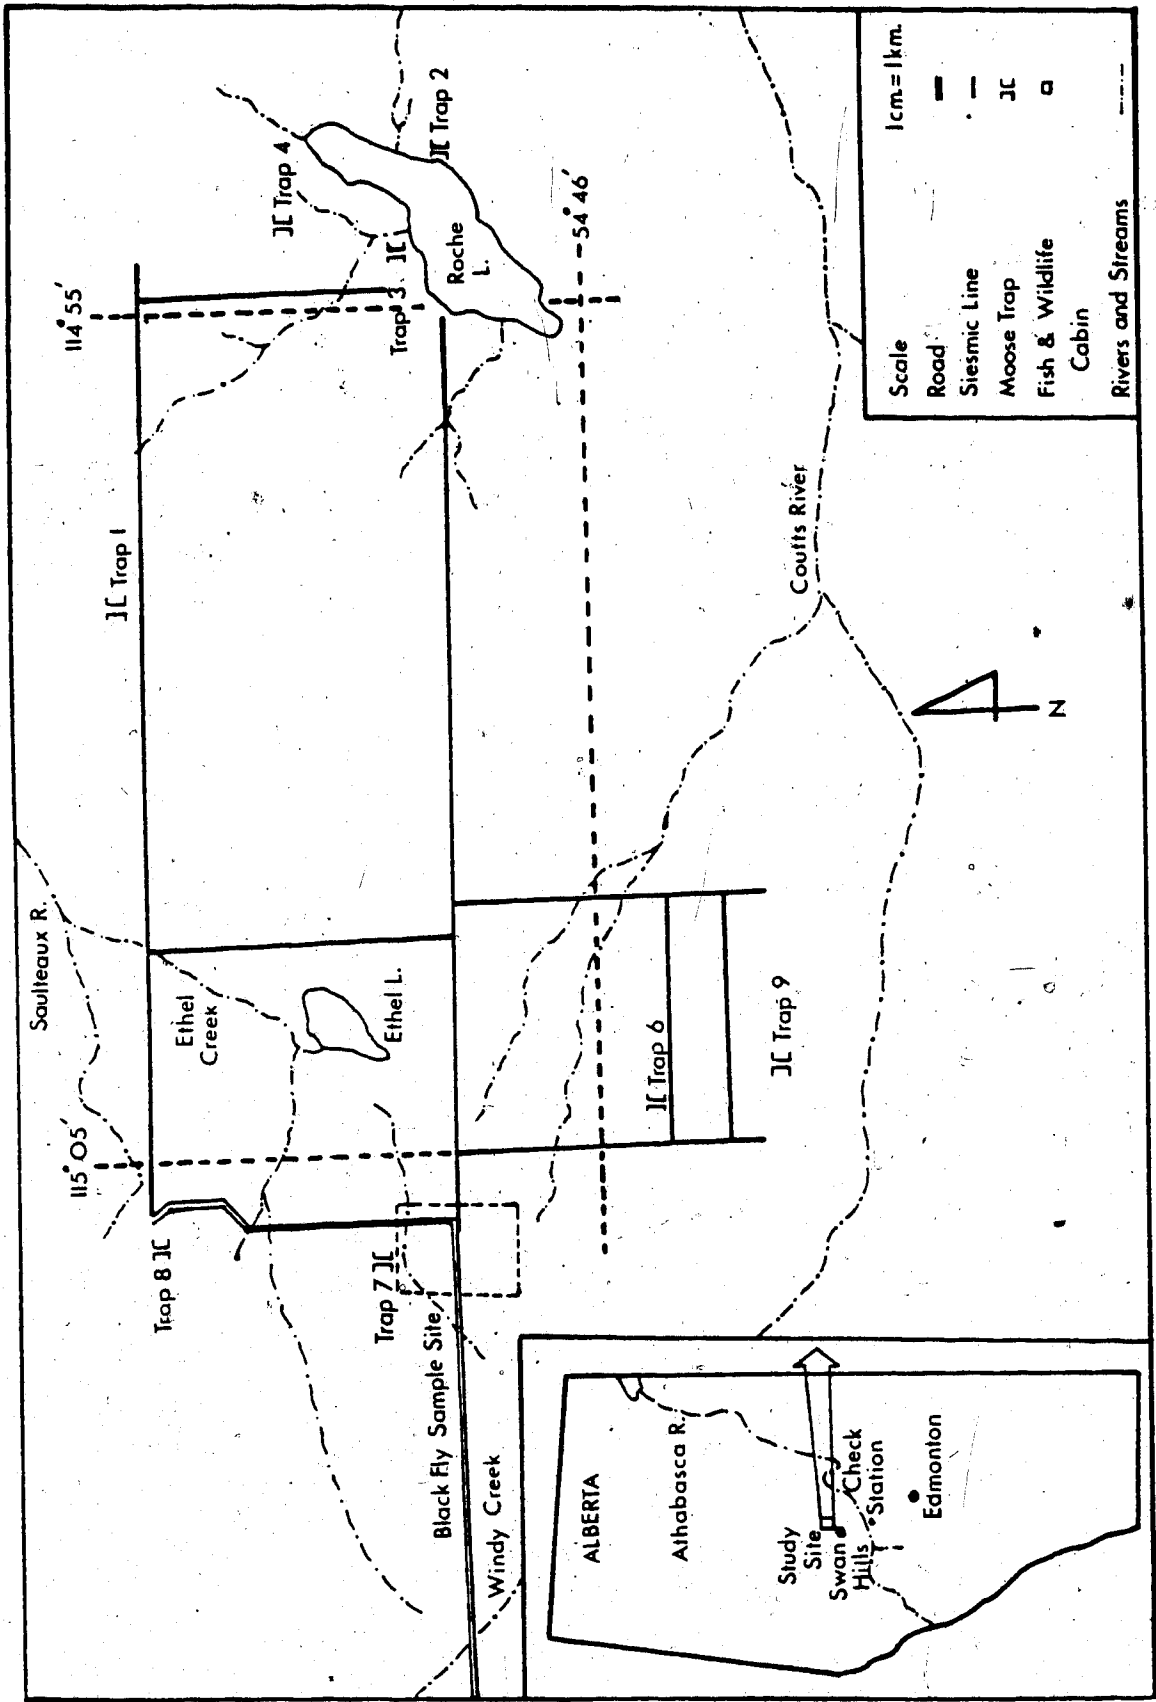 Saulteaux R.
115° 05'
114° 55'
Trap 8
Trap 1
Trap 4
Trap 2
Ethel
Creek
Ethel L.
Trap 3
Roche
L.
Trap 7
Black Fly Sample Site
Windy Creek
54° 46'
Trap 6
Trap 9
Coutts River
N
ALBERTA
Athabasca R.
Study
Site
Swan
Hills
Check
Station
Edmonton
Scale 1cm.=1km.
Road
Siesmic Line
Moose Trap
Fish & Wildlife
Cabin
Rivers and Streams